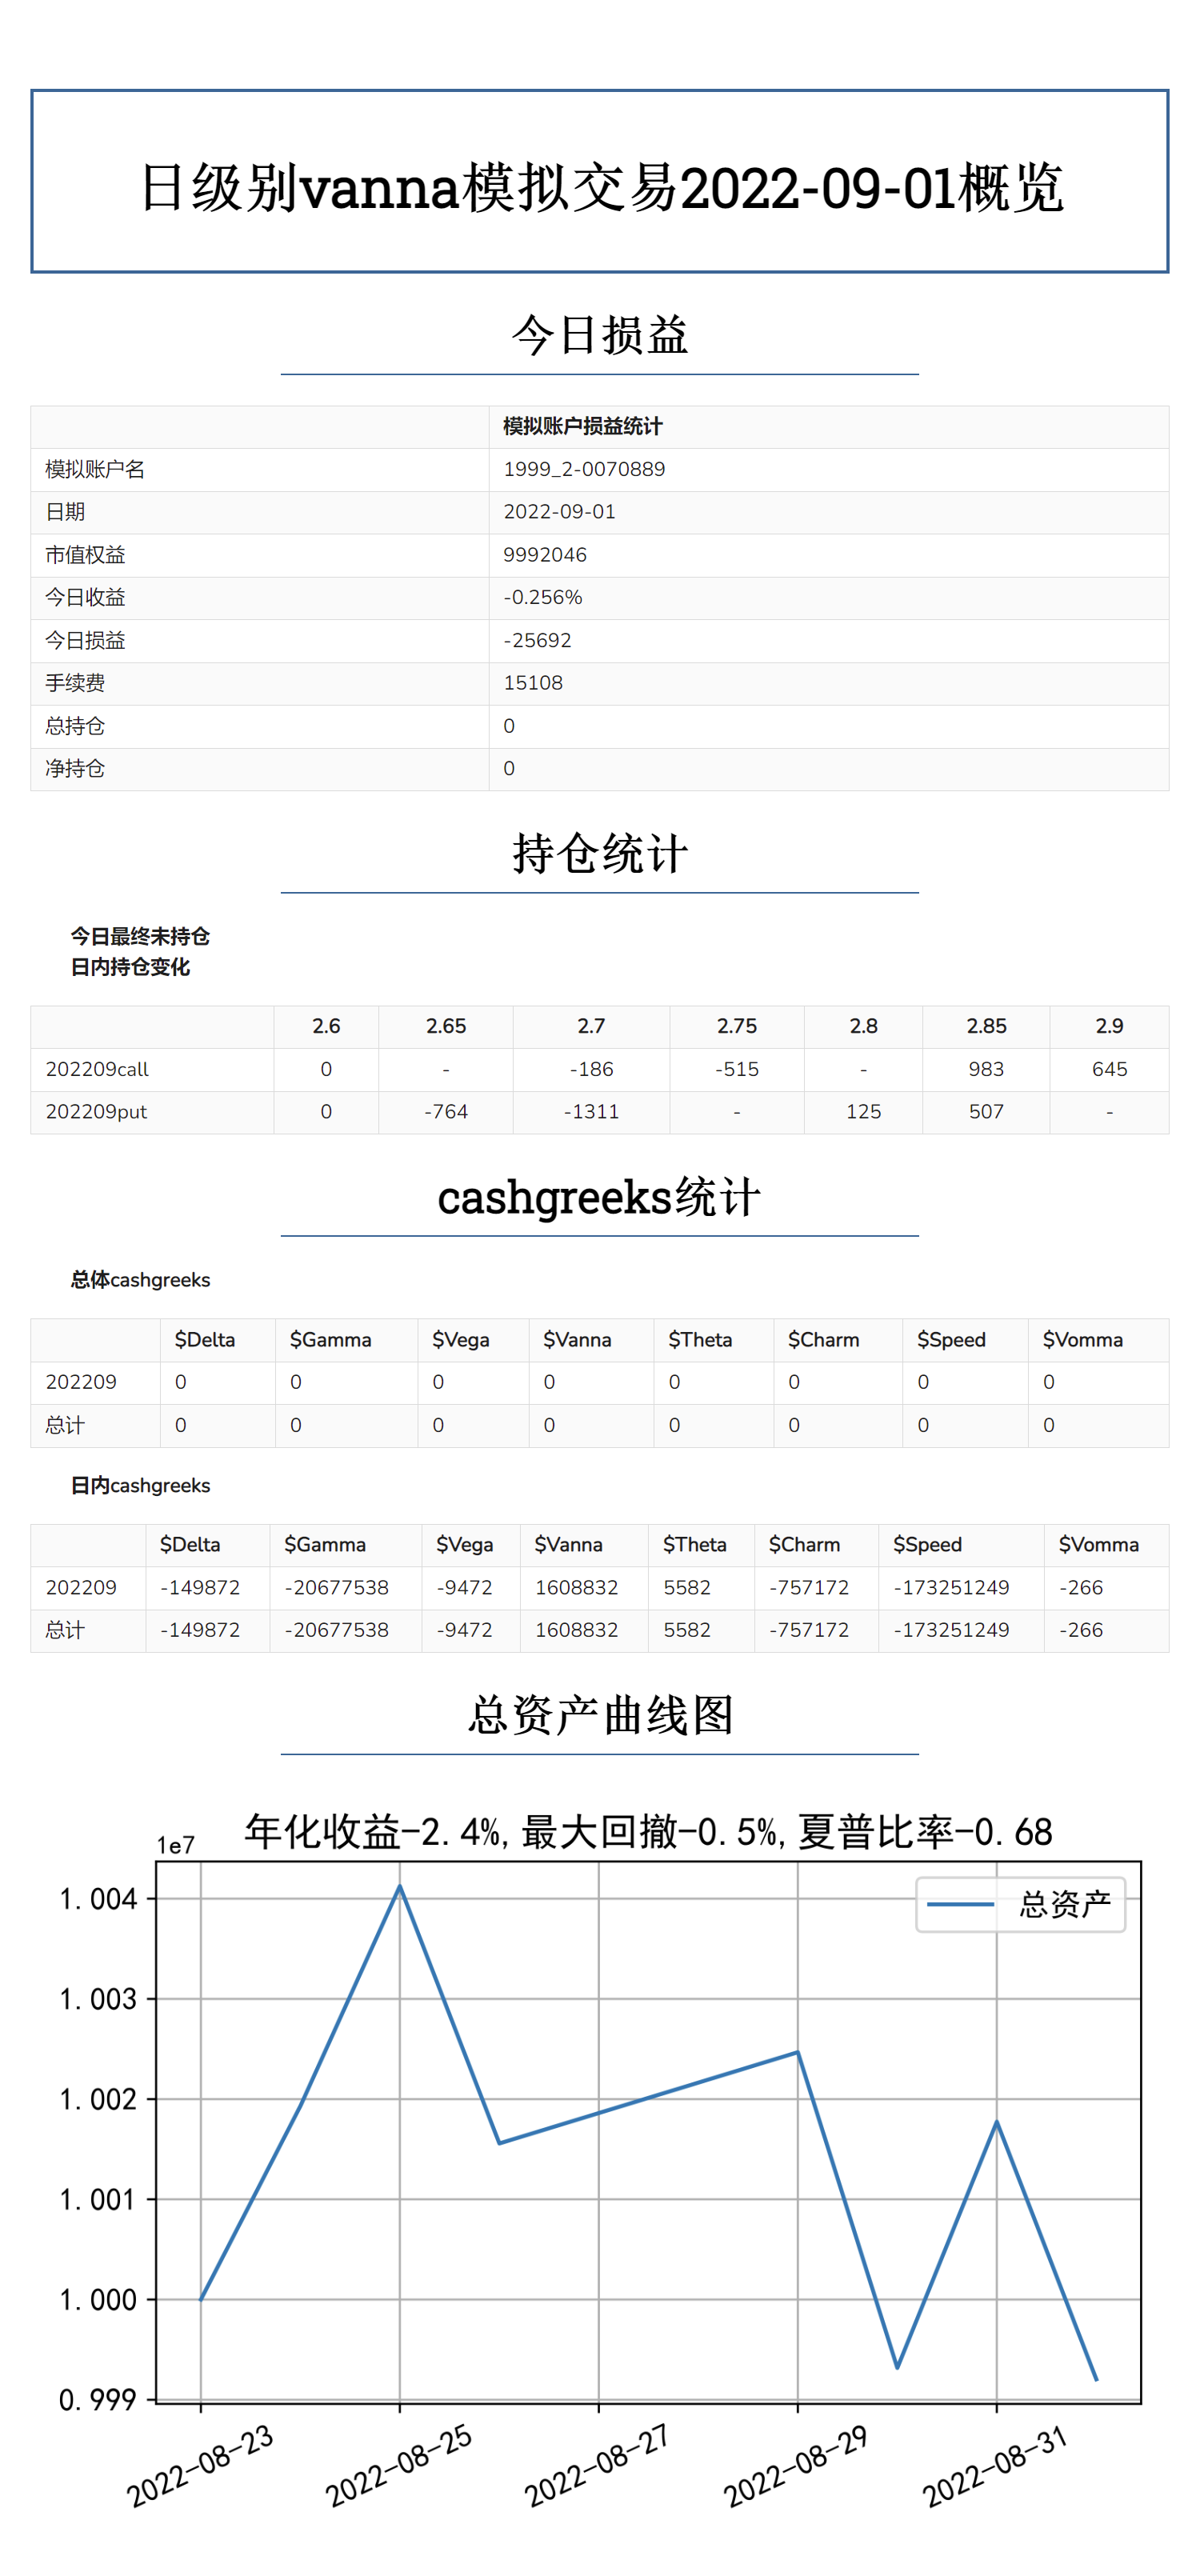 日级别vanna模拟交易2022-09-01概览
今日损益
模拟账户损益统计
模拟账户名 1999_2-0070889
日期 2022-09-01
市值权益 9992046
今日收益 -0.256%
今日损益 -25692
手续费 15108
总持仓 0
净持仓 0
持仓统计
今日最终未持仓
日内持仓变化
2.6 2.65 2.7 2.75 2.8 2.85 2.9
202209call 0 - -186 -515 - 983 645
202209put 0 -764 -1311 - 125 507 -
cashgreeks统计
总体cashgreeks
$Delta $Gamma $Vega $Vanna $Theta $Charm $Speed $Vomma
202209 0 0 0 0 0 0 0 0
总计 0 0 0 0 0 0 0 0
日内cashgreeks
$Delta $Gamma $Vega $Vanna $Theta $Charm $Speed $Vomma
202209 -149872 -20677538 -9472 1608832 5582 -757172 -173251249 -266
总计 -149872 -20677538 -9472 1608832 5582 -757172 -173251249 -266
总资产曲线图
年化收益-2.4%,最大回撤-0.5%,夏普比率-0.68
1e7
总资产
1.004
1.003
1.002
1.001
1.000
0.999
2022-08-23 2022-08-25 2022-08-27 2022-08-29 2022-08-31